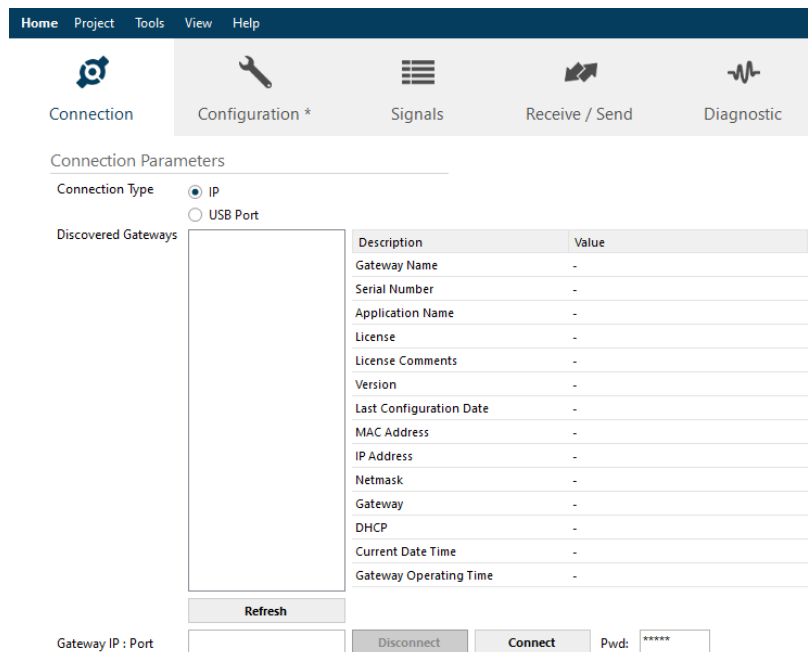 Home Project Tools View Help
Connection Configuration * Signals Receive / Send Diagnostic
Connection Parameters
Connection Type IP
USB Port
Discovered Gateways
Description Value
Gateway Name -
Serial Number -
Application Name -
License -
License Comments -
Version -
Last Configuration Date -
MAC Address -
IP Address -
Netmask -
Gateway -
DHCP -
Current Date Time -
Gateway Operating Time -
Refresh
Gateway IP : Port Disconnect Connect Pwd: *****